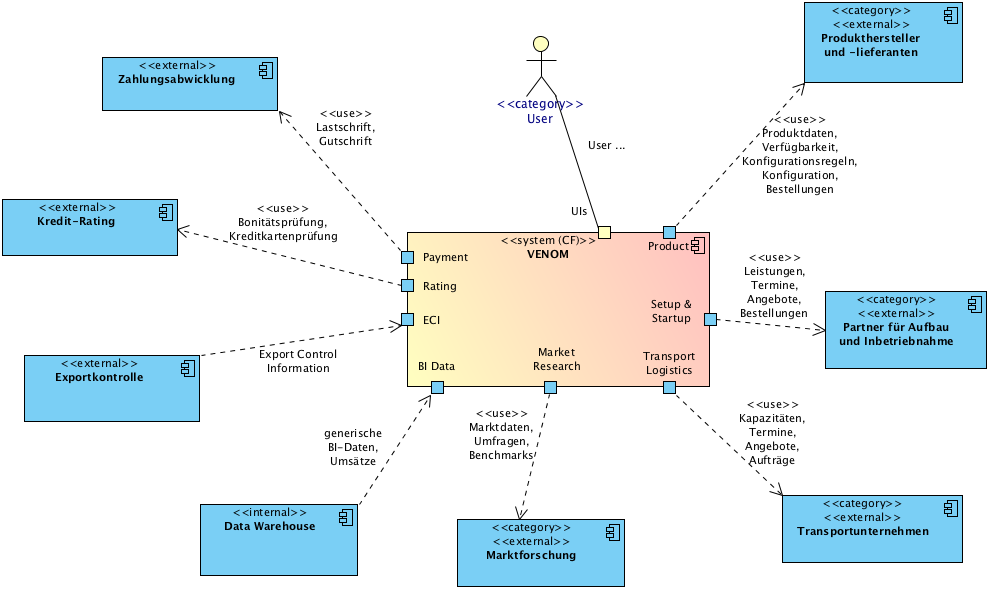 <<category>>
<<external>>
Produkthersteller
und -lieferanten
<<external>>
Zahlungsabwicklung
<<category>>
User
<<use>>
Lastschrift,
Gutschrift
<<use>>
Produktdaten,
Verfügbarkeit,
Konfigurationsregeln,
Konfiguration,
Bestellungen
User ...
<<external>>
Kredit-Rating
<<use>>
Bonitätsprüfung,
Kreditkartenprüfung
UIs
<<system (CF)>>
VENOM
Product
Payment
Rating
ECI
Setup &
Startup
<<use>>
Leistungen,
Termine,
Angebote,
Bestellungen
<<category>>
<<external>>
Partner für Aufbau
und Inbetriebnahme
<<external>>
Exportkontrolle
Export Control
Information
BI Data
Market
Research
Transport
Logistics
generische
BI-Daten,
Umsätze
<<use>>
Marktdaten,
Umfragen,
Benchmarks
<<use>>
Kapazitäten,
Termine,
Angebote,
Aufträge
<<internal>>
Data Warehouse
<<category>>
<<external>>
Marktforschung
<<category>>
<<external>>
Transportunternehmen